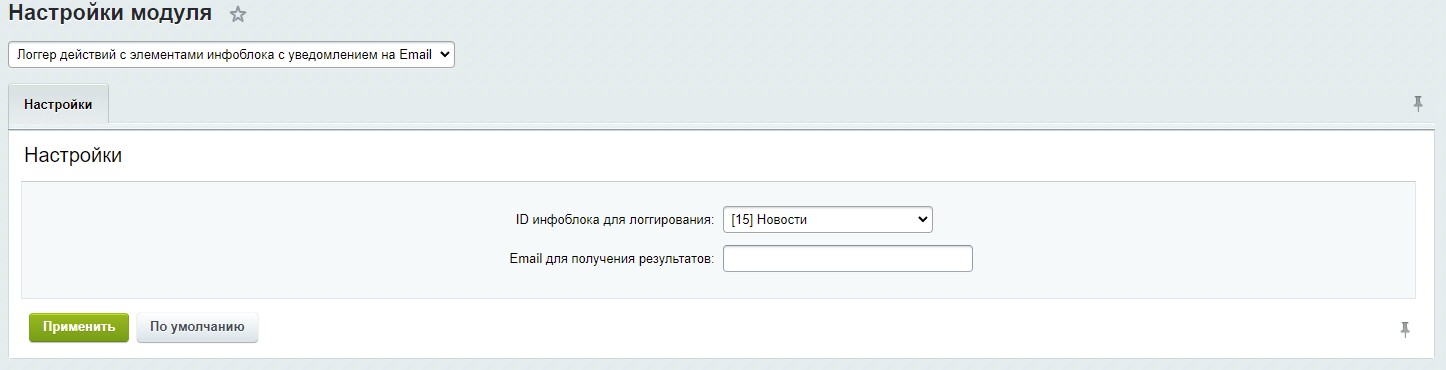 Настройки модуля
Логгер действий с элементами инфоблока с уведомлением на Email
Настройки
Настройки
ID инфоблока для логгирования: [15] Новости
Email для получения результатов:
Применить По умолчанию